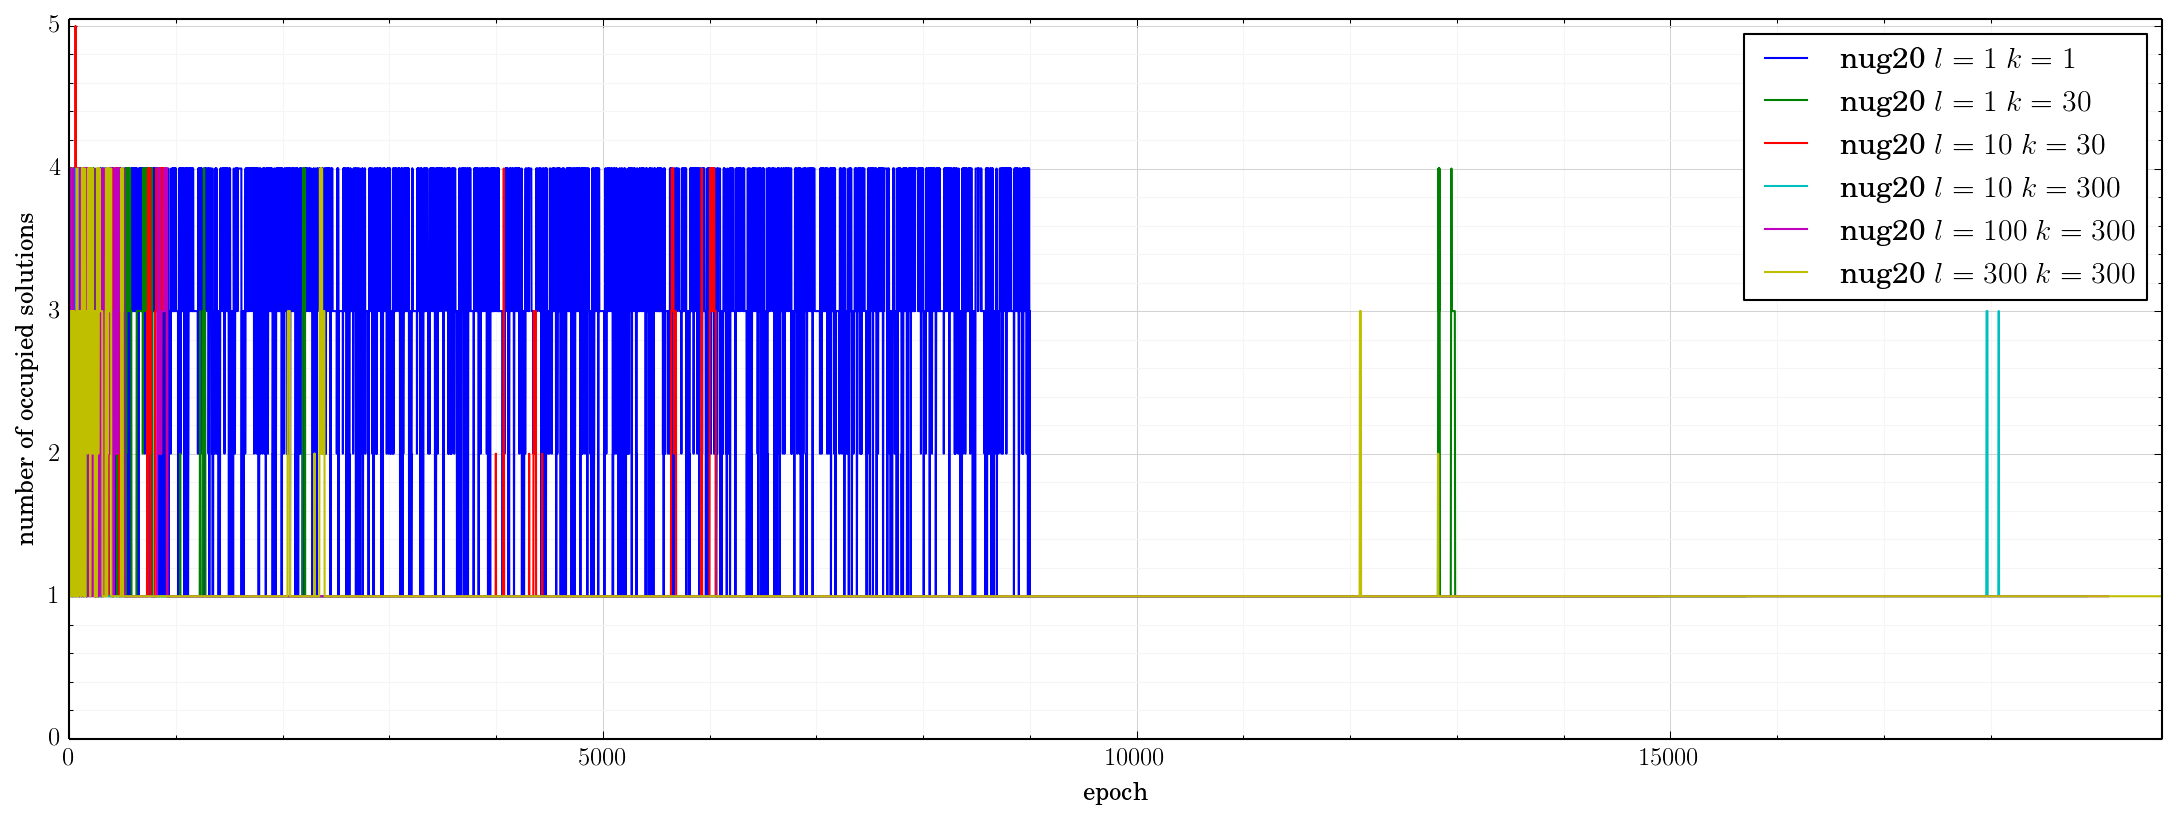 number of occupied solutions
5
4
3
2
1
0
0
5000
10000
15000
epoch
nug20 l = 1 k = 1
nug20 l = 1 k = 30
nug20 l = 10 k = 30
nug20 l = 10 k = 300
nug20 l = 100 k = 300
nug20 l = 300 k = 300